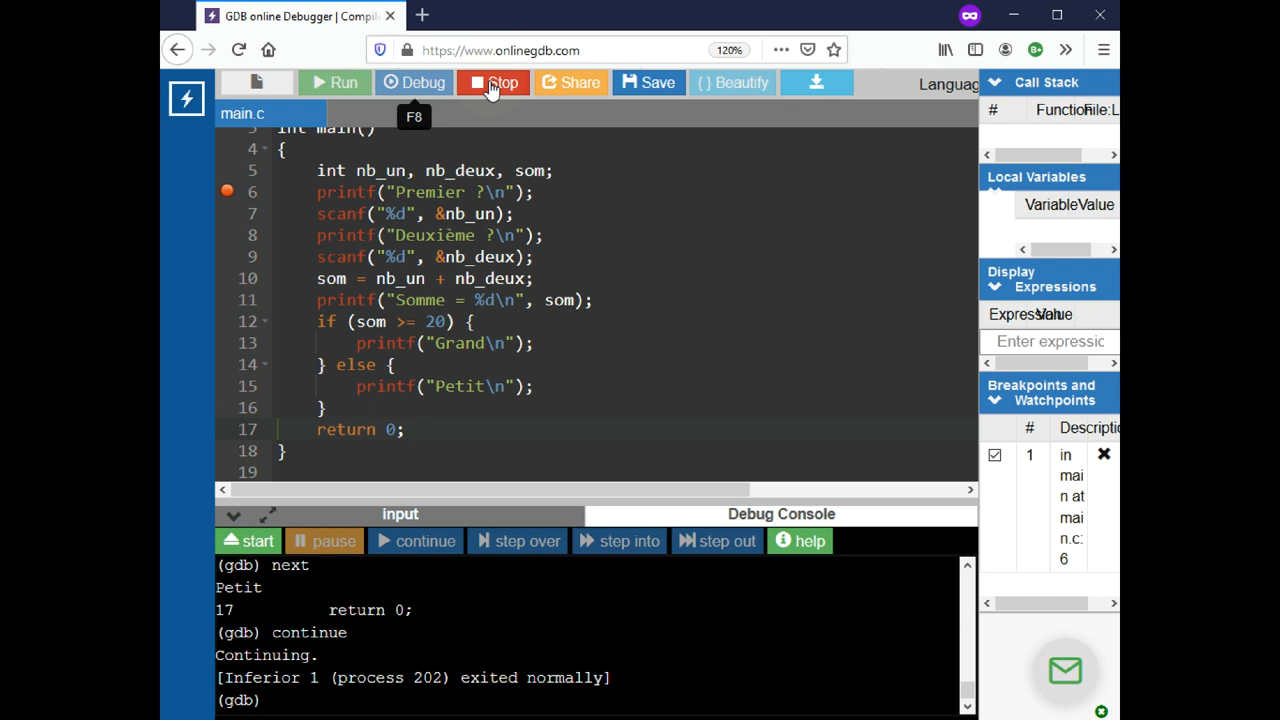 GDB online Debugger | Compil
https://www.onlinegdb.com
120%
Run
Debug
Stop
Share
Save
{ } Beautify
Languag
F8
main.c
3 int main()
4 {
5 int nb_un, nb_deux, som;
6 printf("Premier ?\n");
7 scanf("%d", &nb_un);
8 printf("Deuxième ?\n");
9 scanf("%d", &nb_deux);
10 som = nb_un + nb_deux;
11 printf("Somme = %d\n", som);
12 if (som >= 20) {
13 printf("Grand\n");
14 } else {
15 printf("Petit\n");
16 }
17 return 0;
18 }
19
Call Stack
# Function File:L
Local Variables
Variable Value
Display
Expressions
Expression Value
Enter expressic
Breakpoints and
Watchpoints
# Descriptic
1 in
mai
n at
mai
n.c:
6
input
Debug Console
start
pause
continue
step over
step into
step out
help
(gdb) next
Petit
17 return 0;
(gdb) continue
Continuing.
[Inferior 1 (process 202) exited normally]
(gdb)